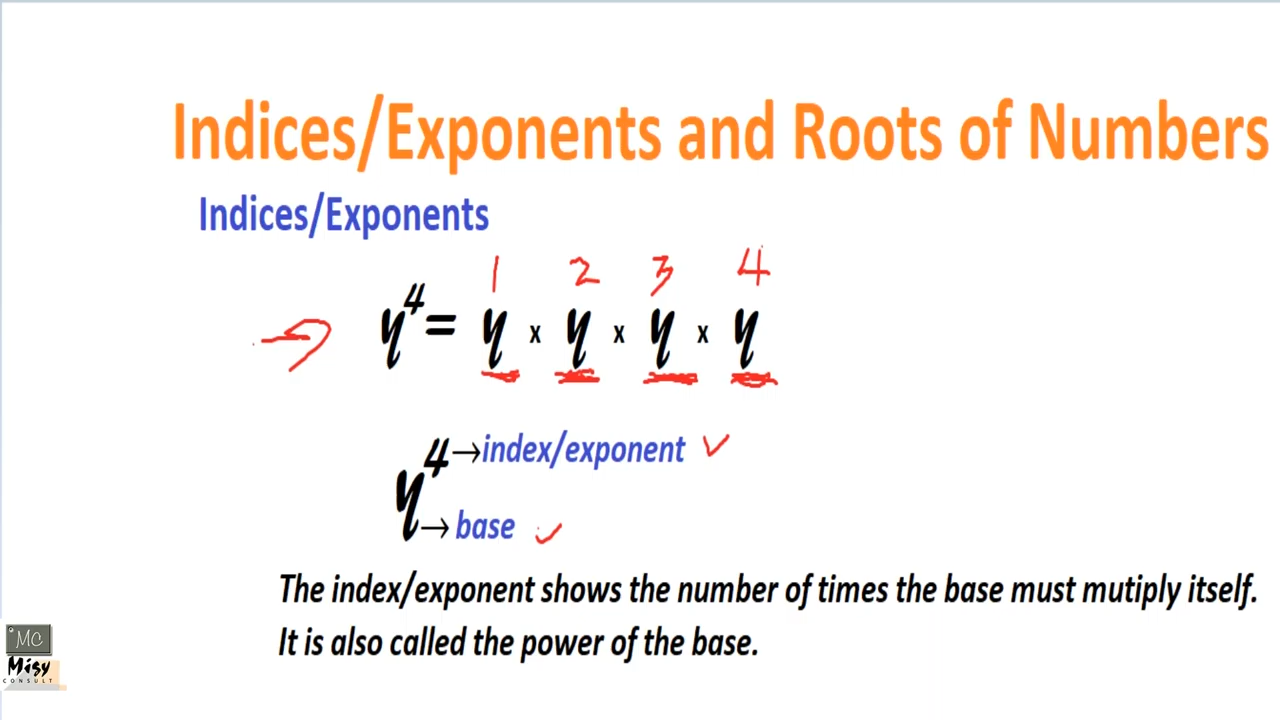 Indices/Exponents and Roots of Numbers
Indices/Exponents
1 2 3 4
y⁴ = y x y x y x y
y⁴ →index/exponent ✓
→ base ✓
The index/exponent shows the number of times the base must mutiply itself.
It is also called the power of the base.
MC
Misy
CONSULT